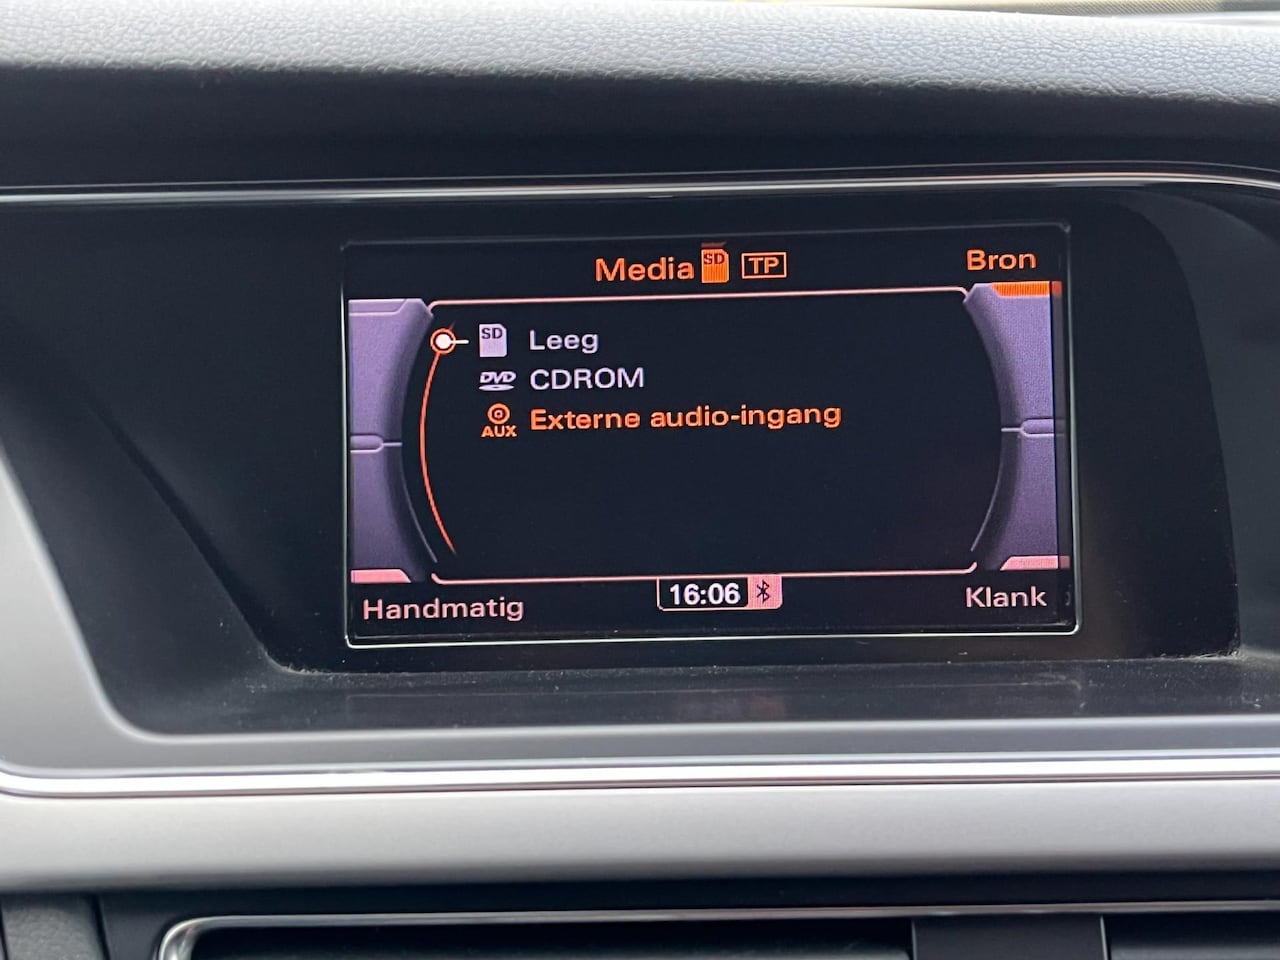 Media SD TP
Bron
SD Leeg
DVD CDROM
AUX Externe audio-ingang
Handmatig
16:06
Klank